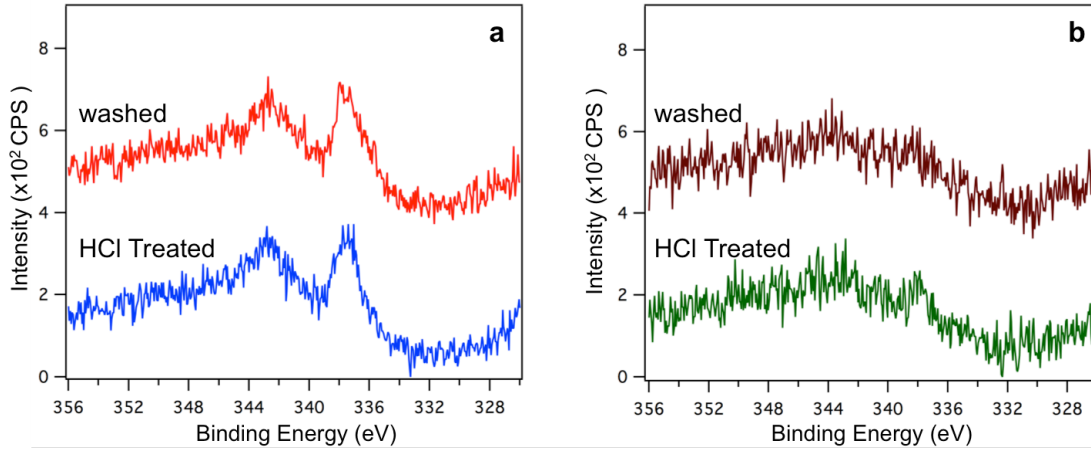 a
washed
HCl Treated
Intensity (x10² CPS)
8
6
4
2
0
356 352 348 344 340 336 332 328
Binding Energy (eV)
b
washed
HCl Treated
Intensity (x10² CPS)
8
6
4
2
0
356 352 348 344 340 336 332 328
Binding Energy (eV)